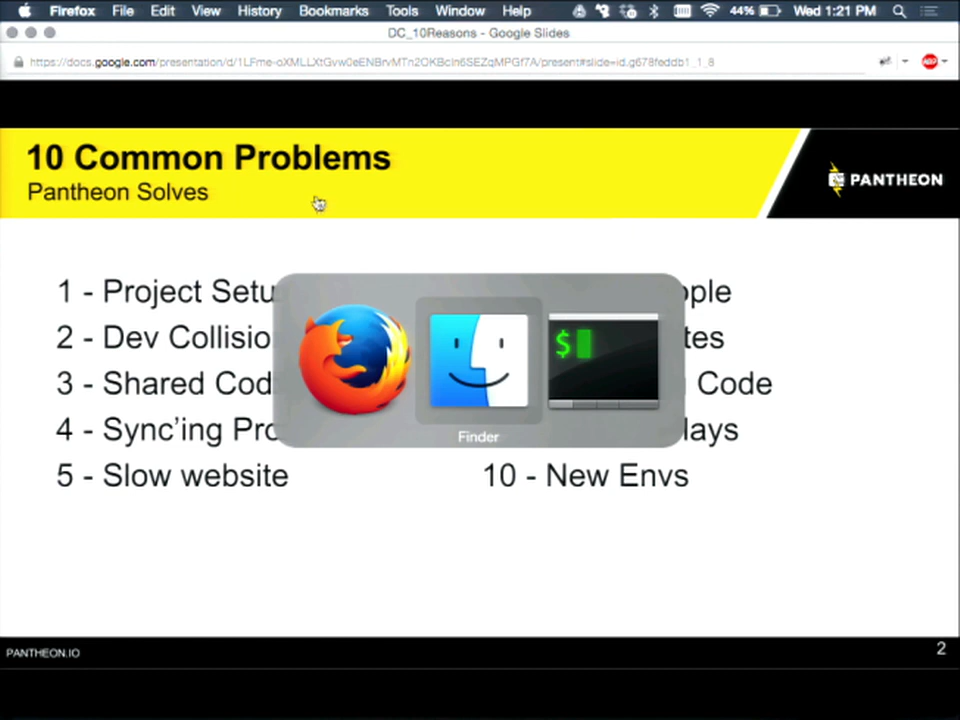 Firefox File Edit View History Bookmarks Tools Window Help 44% Wed 1:21 PM
DC_10Reasons - Google Slides
10 Common Problems
Pantheon Solves
PANTHEON
1 - Project Setu
2 - Dev Collisio
3 - Shared Cod
4 - Sync'ing Pro
5 - Slow website
ople
tes
Code
lays
10 - New Envs
$
Finder
PANTHEON.IO
2